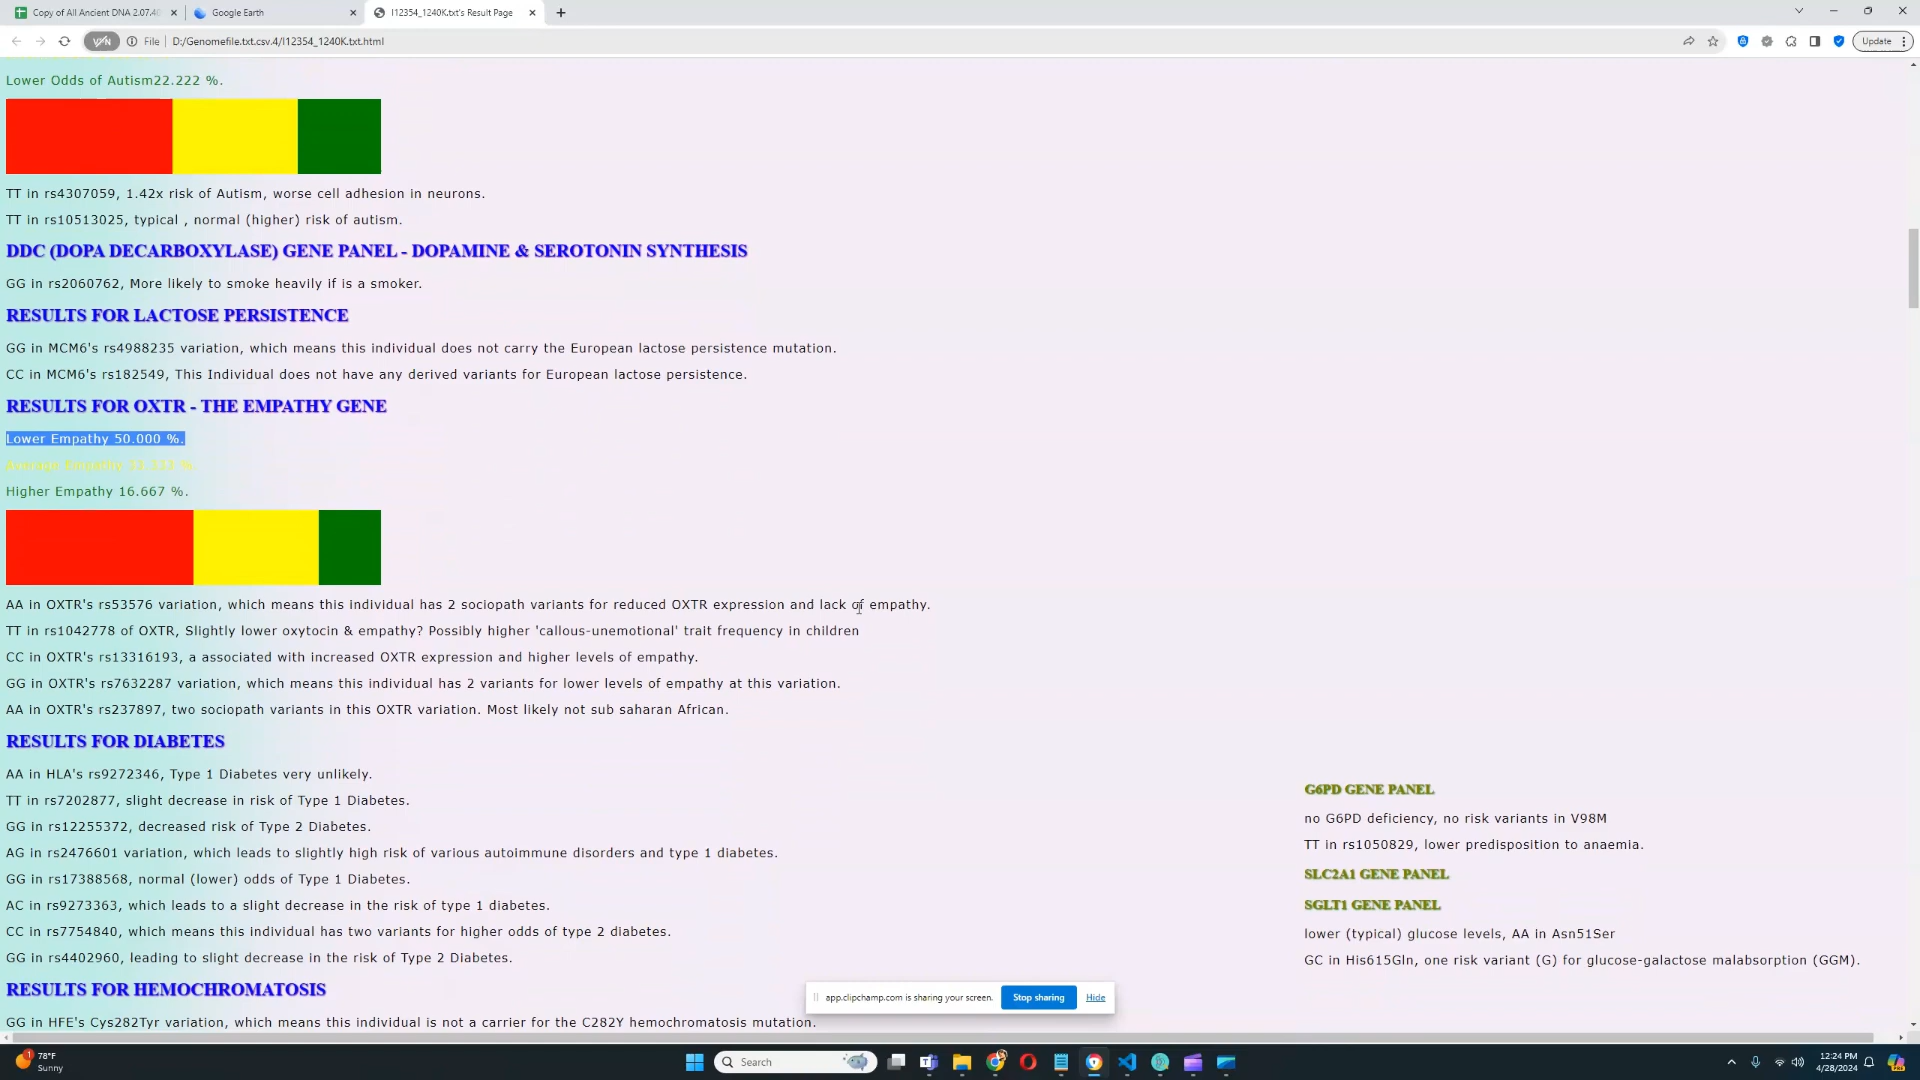 Copy of All Ancient DNA 2.07.40
Google Earth
I12354_1240K.txt's Result Page
File
D:/Genomefile.txt.csv.4/I12354_1240K.txt.html
Update
Lower Odds of Autism22.222 %.
TT in rs4307059, 1.42x risk of Autism, worse cell adhesion in neurons.
TT in rs10513025, typical , normal (higher) risk of autism.
DDC (DOPA DECARBOXYLASE) GENE PANEL - DOPAMINE & SEROTONIN SYNTHESIS
GG in rs2060762, More likely to smoke heavily if is a smoker.
RESULTS FOR LACTOSE PERSISTENCE
GG in MCM6's rs4988235 variation, which means this individual does not carry the European lactose persistence mutation.
CC in MCM6's rs182549, This Individual does not have any derived variants for European lactose persistence.
RESULTS FOR OXTR - THE EMPATHY GENE
Lower Empathy 50.000 %.
Average Empathy
Higher Empathy 16.667 %.
AA in OXTR's rs53576 variation, which means this individual has 2 sociopath variants for reduced OXTR expression and lack of empathy.
TT in rs1042778 of OXTR, Slightly lower oxytocin & empathy? Possibly higher 'callous-unemotional' trait frequency in children
CC in OXTR's rs13316193, a associated with increased OXTR expression and higher levels of empathy.
GG in OXTR's rs7632287 variation, which means this individual has 2 variants for lower levels of empathy at this variation.
AA in OXTR's rs237897, two sociopath variants in this OXTR variation. Most likely not sub saharan African.
RESULTS FOR DIABETES
AA in HLA's rs9272346, Type 1 Diabetes very unlikely.
TT in rs7202877, slight decrease in risk of Type 1 Diabetes.
GG in rs12255372, decreased risk of Type 2 Diabetes.
AG in rs2476601 variation, which leads to slightly high risk of various autoimmune disorders and type 1 diabetes.
GG in rs17388568, normal (lower) odds of Type 1 Diabetes.
AC in rs9273363, which leads to a slight decrease in the risk of type 1 diabetes.
CC in rs7754840, which means this individual has two variants for higher odds of type 2 diabetes.
GG in rs4402960, leading to slight decrease in the risk of Type 2 Diabetes.
RESULTS FOR HEMOCHROMATOSIS
GG in HFE's Cys282Tyr variation, which means this individual is not a carrier for the C282Y hemochromatosis mutation.
G6PD GENE PANEL
no G6PD deficiency, no risk variants in V98M
TT in rs1050829, lower predisposition to anaemia.
SLC2A1 GENE PANEL
SGLT1 GENE PANEL
lower (typical) glucose levels, AA in Asn51Ser
GC in His615Gln, one risk variant (G) for glucose-galactose malabsorption (GGM).
app.clipchamp.com is sharing your screen.
Stop sharing
Hide
1
78°F
Sunny
Search
12:24 PM
4/28/2024